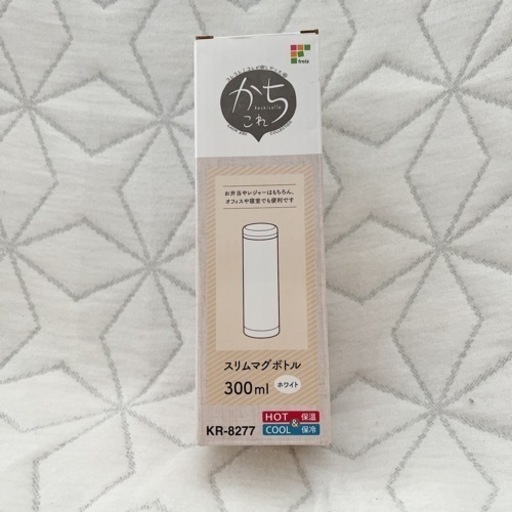 freiz
かち
kachicolle
これ
お弁当やレジャーはもちろん、
オフィスや寝室でも便利です
スリムマグボトル
300ml ホワイト
HOT 保温
&
COOL 保冷
KR-8277